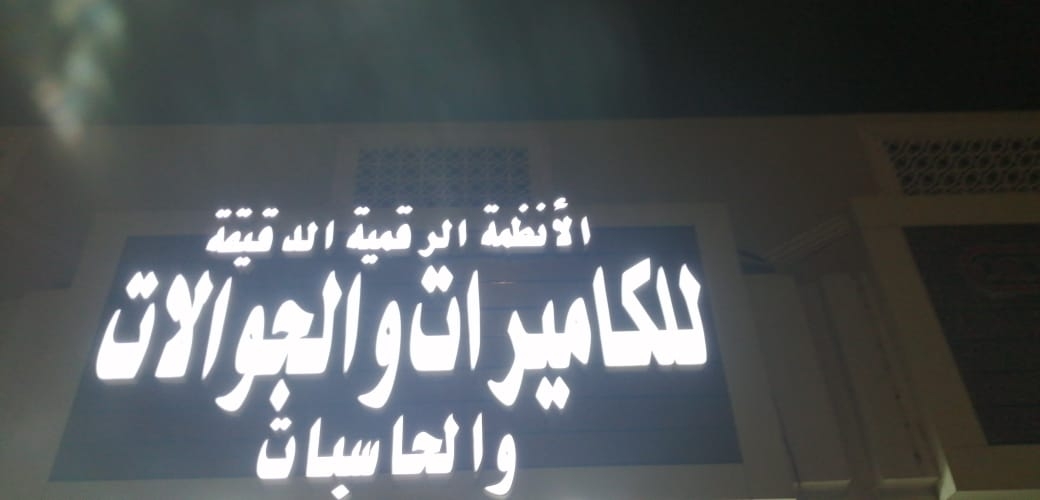 الأنظمة الرقمية الدقيقة
للكاميرات والجوالات
والحاسبات